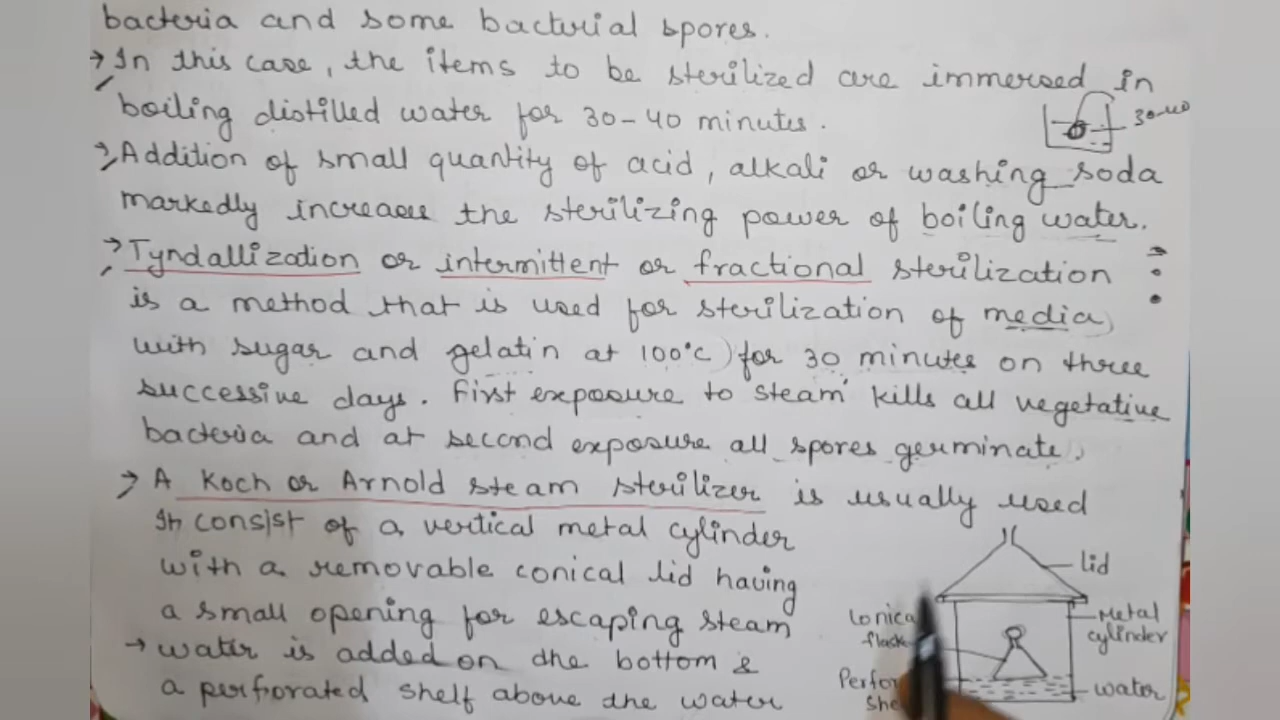 bacteria and some bacterial spores.
→ In this case, the items to be sterilized are immersed in
boiling distilled water for 30-40 minutes.
30-40
→ Addition of small quantity of acid, alkali or washing soda
markedly increase the sterilizing power of boiling water.
→ Tyndallization or intermittent or fractional sterilization
is a method that is used for sterilization of media
with sugar and gelatin at 100°C for 30 minutes on three
successive days. First exposure to steam kills all vegetative
bacteria and at second exposure all spores germinate.
→ A Koch or Arnold steam sterilizer is usually used
It consist of a vertical metal cylinder
with a removable conical lid having
a small opening for escaping steam
→ water is added on the bottom &
a perforated shelf above the water
lid
Metal
cylinder
Conica
flask
water
Perfor
She